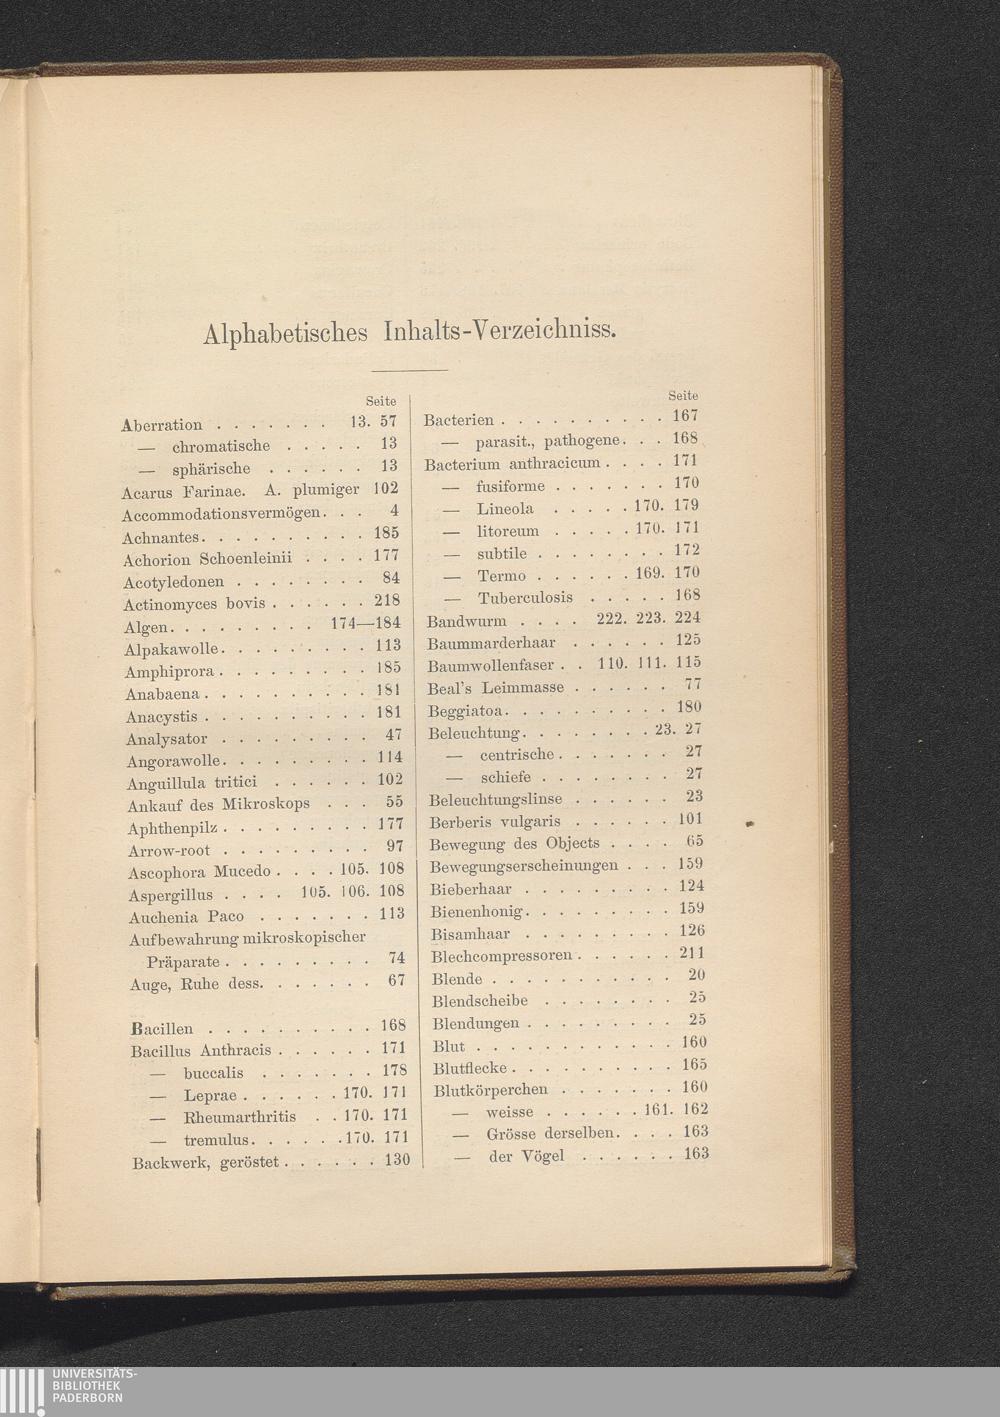 Alphabetisches Inhalts-Verzeichniss.
Seite
Aberration . . . . . . . 13. 57
— chromatische . . . . . 13
— sphärische . . . . . . 13
Acarus Farinae. A. plumiger 102
Accommodationsvermögen. . . 4
Achnantes. . . . . . . . . . 185
Achorion Schoenleinii . . . . 177
Acotyledonen . . . . . . . . 84
Actinomyces bovis . . . . . . 218
Algen. . . . . . . . . 174—184
Alpakawolle. . . . . . . . . 113
Amphiprora . . . . . . . . . 185
Anabaena . . . . . . . . . . 181
Anacystis . . . . . . . . . . 181
Analysator . . . . . . . . . 47
Angorawolle. . . . . . . . . 114
Anguillula tritici . . . . . . 102
Ankauf des Mikroskops . . . 55
Aphthenpilz . . . . . . . . . 177
Arrow-root . . . . . . . . . 97
Ascophora Mucedo . . . . 105. 108
Aspergillus . . . . 105. 106. 108
Auchenia Paco . . . . . . . 113
Aufbewahrung mikroskopischer
Präparate . . . . . . . . . 74
Auge, Ruhe dess. . . . . . . 67
Bacillen . . . . . . . . . . 168
Bacillus Anthracis . . . . . . 171
— buccalis . . . . . . . 178
— Leprae . . . . . . 170. 171
— Rheumarthritis . . 170. 171
— tremulus. . . . . . 170. 171
Backwerk, geröstet . . . . . . 130
Seite
Bacterien . . . . . . . . . . 167
— parasit., pathogene. . . 168
Bacterium anthracicum . . . . 171
— fusiforme . . . . . . . 170
— Lineola . . . . . 170. 179
— litoreum . . . . . 170. 171
— subtile . . . . . . . . 172
— Termo . . . . . . 169. 170
— Tuberculosis . . . . . 168
Bandwurm . . . . 222. 223. 224
Baummarderhaar . . . . . . 125
Baumwollenfaser . . 110. 111. 115
Beal's Leimmasse . . . . . . 77
Beggiatoa. . . . . . . . . . 180
Beleuchtung. . . . . . . . 23. 27
— centrische . . . . . . . 27
— schiefe . . . . . . . . 27
Beleuchtungslinse . . . . . . 23
Berberis vulgaris . . . . . . 101
Bewegung des Objects . . . . 65
Bewegungserscheinungen . . . 159
Bieberhaar . . . . . . . . . 124
Bienenhonig. . . . . . . . . 159
Bisamhaar . . . . . . . . . 126
Blechcompressoren . . . . . . 211
Blende . . . . . . . . . . . 20
Blendscheibe . . . . . . . . 25
Blendungen . . . . . . . . . 25
Blut . . . . . . . . . . . . 160
Blutflecke . . . . . . . . . . 165
Blutkörperchen . . . . . . . 160
— weisse . . . . . . 161. 162
— Grösse derselben. . . . 163
— der Vögel . . . . . . 163
UNIVERSITÄTS-
BIBLIOTHEK
PADERBORN